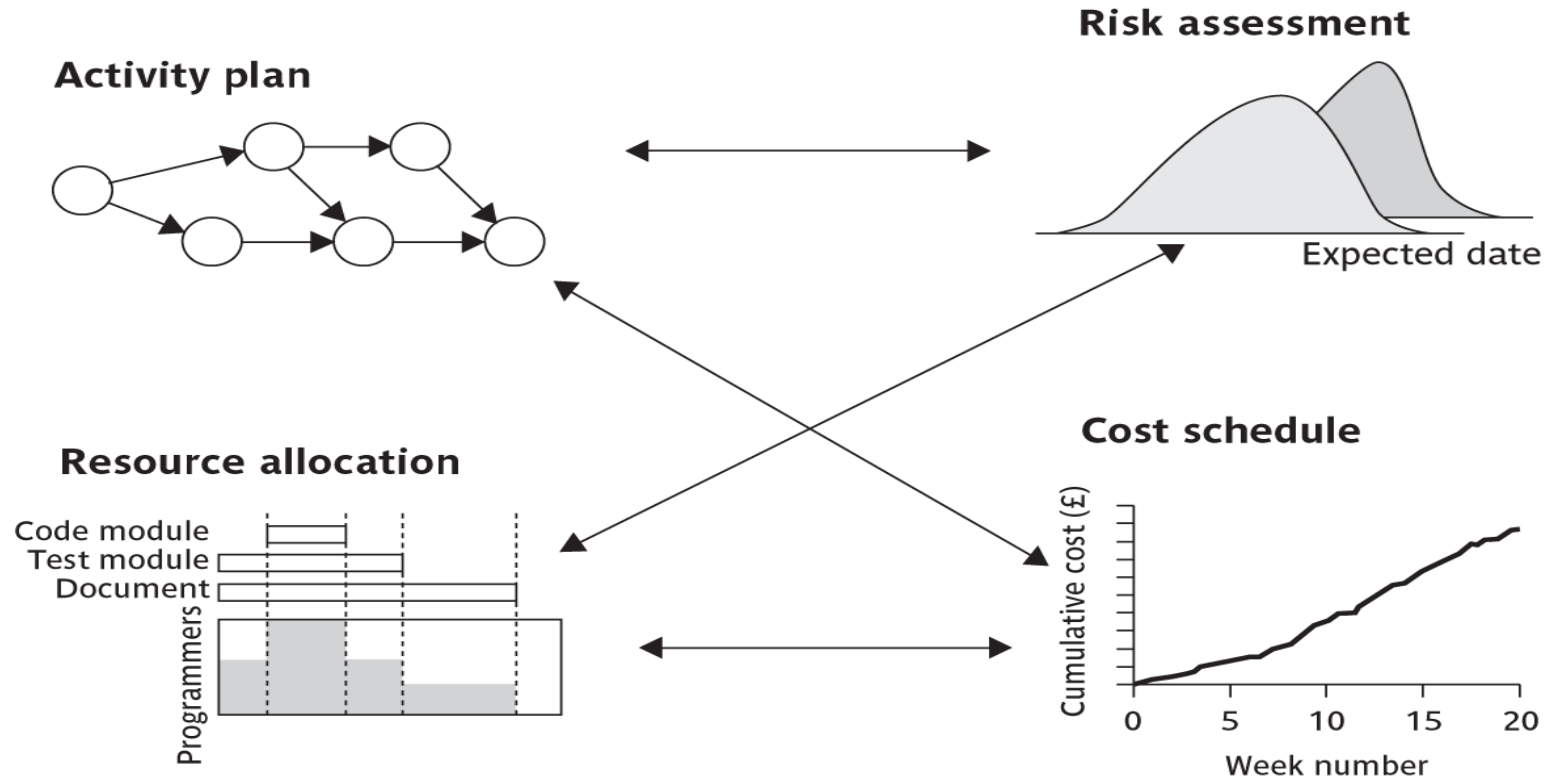 Risk assessment
Activity plan
Expected date
Cost schedule
Resource allocation
Code module
Test module
Document
Programmers
Cumulative cost (£)
0 5 10 15 20
Week number